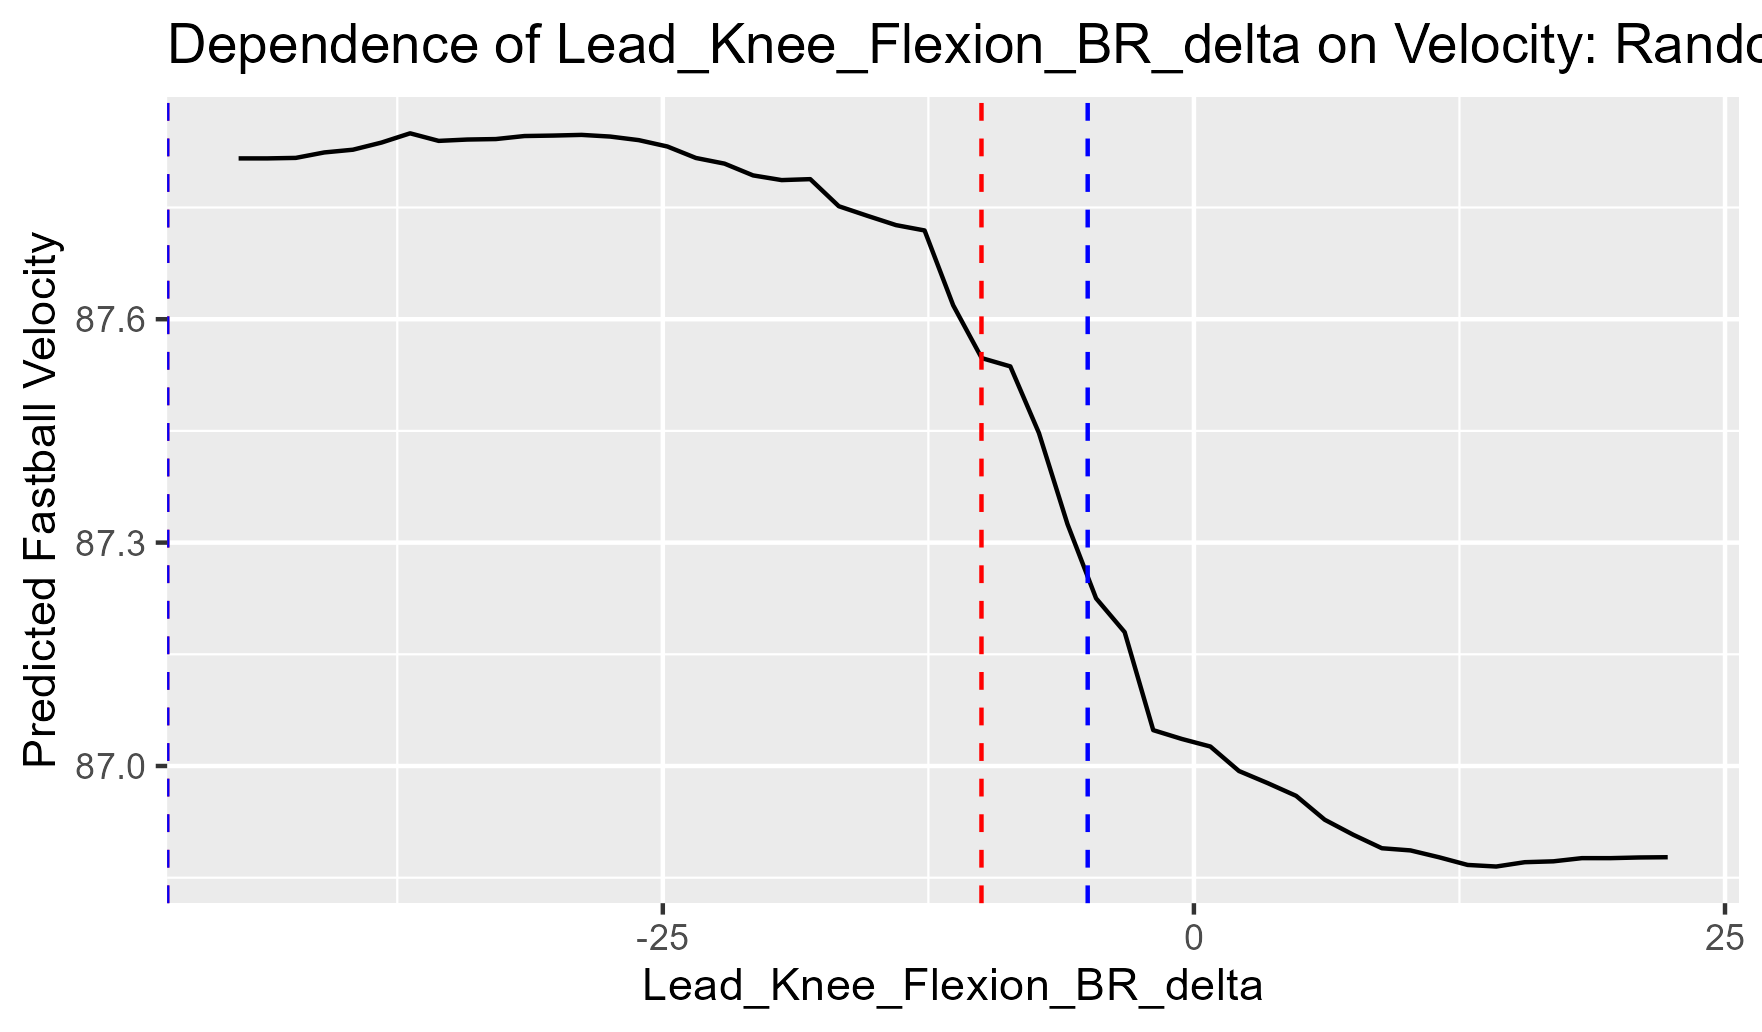 Dependence of Lead_Knee_Flexion_BR_delta on Velocity: Rando
Predicted Fastball Velocity
87.6
87.3
87.0
-25
0
25
Lead_Knee_Flexion_BR_delta